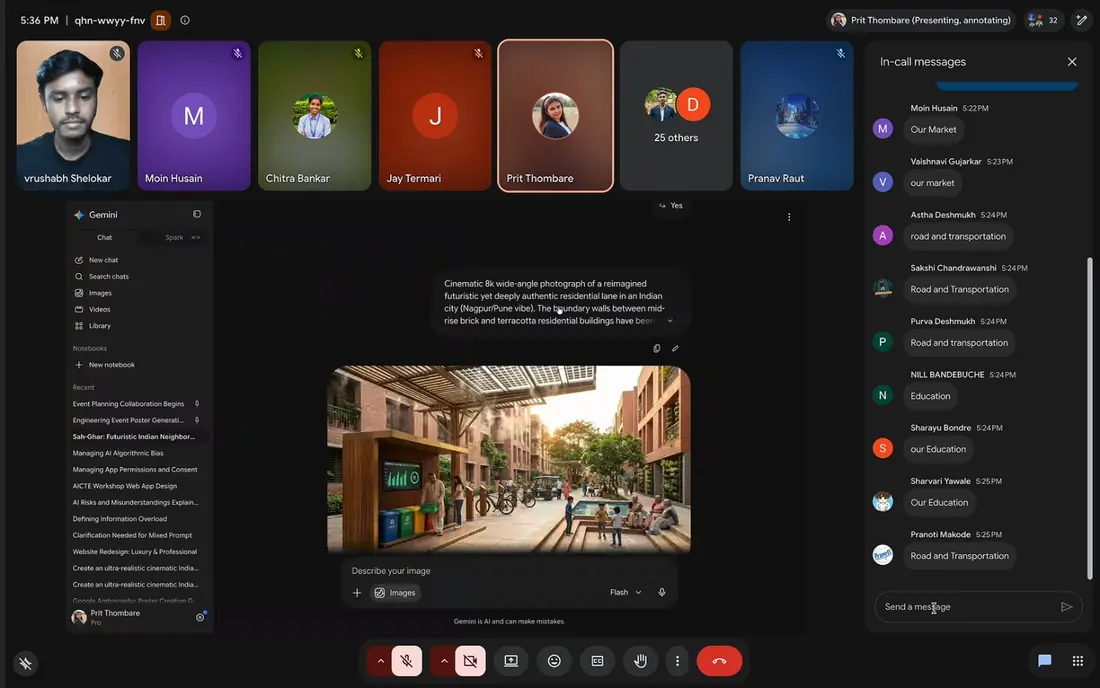 5:36 PM | qhn-wwyy-fnv
Prit Thombare (Presenting, annotating)
32
vrushabh Shelokar
M
Moin Husain
Chitra Bankar
J
Jay Termari
Prit Thombare
D
25 others
Pranav Raut
In-call messages
Moin Husain 5:22 PM
M
Our Market
Vaishnavi Gujarkar 5:23 PM
V
our market
Astha Deshmukh 5:24 PM
A
road and transportation
Sakshi Chandrawanshi 5:24 PM
Road and Transportation
Purva Deshmukh 5:24 PM
P
Road and transportation
NILL BANDEBUCHE 5:24 PM
N
Education
Sharayu Bondre 5:24 PM
S
our Education
Sharvari Yawale 5:25 PM
Our Education
Pranoti Makode 5:25 PM
Road and Transportation
Send a message
Gemini
Chat
Spark
New chat
Search chats
Images
Videos
Library
Notebooks
New notebook
Recent
Event Planning Collaboration Begins
Engineering Event Poster Generati...
Sah-Ghar: Futuristic Indian Neighbor...
Managing AI Algorithmic Bias
Managing App Permissions and Consent
AICTE Workshop Web App Design
AI Risks and Misunderstandings Explain...
Defining Information Overload
Clarification Needed for Mixed Prompt
Website Redesign: Luxury & Professional
Create an ultra-realistic cinematic India...
Create an ultra-realistic cinematic India...
Google Ambassador Poster Creation G...
Prit Thombare
Pro
Yes
Cinematic 8k wide-angle photograph of a reimagined
futuristic yet deeply authentic residential lane in an Indian
city (Nagpur/Pune vibe). The boundary walls between mid-
rise brick and terracotta residential buildings have been
Describe your image
Images
Flash
Gemini is AI and can make mistakes